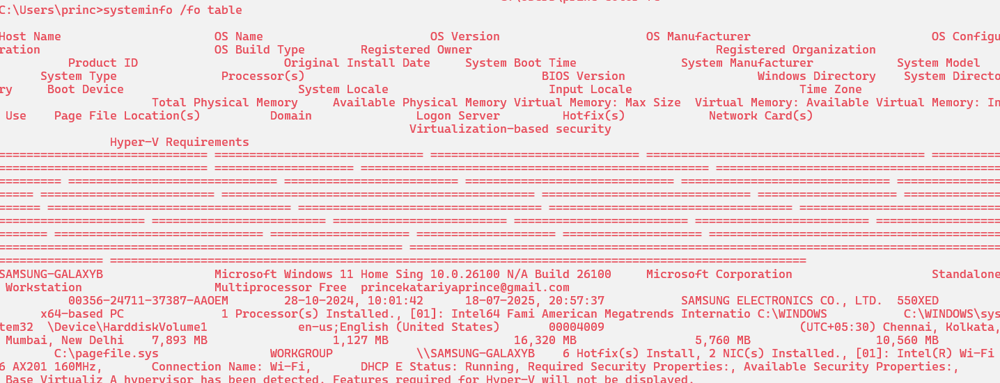 C:\Users\princ>systeminfo /fo table
Host Name OS Name OS Version OS Manufacturer OS Configu
ration OS Build Type Registered Owner Registered Organization
Product ID Original Install Date System Boot Time System Manufacturer System Model
System Type Processor(s) BIOS Version Windows Directory System Directo
ry Boot Device System Locale Input Locale Time Zone
Total Physical Memory Available Physical Memory Virtual Memory: Max Size Virtual Memory: Available Virtual Memory: In
Use Page File Location(s) Domain Logon Server Hotfix(s) Network Card(s)
Virtualization-based security
Hyper-V Requirements
============================== ============================== ============================== ======================================== ==========
============================== ==================== ================================================== =========================================
========= ============================== ========================= ============================== ============================== ===============
===== ========================= ============================================= ============================== ==================== ==============
====== =================================== =================================== =================================== =============================
===================== ========================= ========================= ========================= ========================= ===================
======= ============================== ==================== ==================== ==================== ===========================================
========================================================== =====================================================================================
=============== ====================================================================================================
SAMSUNG-GALAXYB Microsoft Windows 11 Home Sing 10.0.26100 N/A Build 26100 Microsoft Corporation Standalone
Workstation Multiprocessor Free princekatariyaprince@gmail.com
00356-24711-37387-AAOEM 28-10-2024, 10:01:42 18-07-2025, 20:57:37 SAMSUNG ELECTRONICS CO., LTD. 550XED
x64-based PC 1 Processor(s) Installed., [01]: Intel64 Fami American Megatrends Internatio C:\WINDOWS C:\WINDOWS\sys
tem32 \Device\HarddiskVolume1 en-us;English (United States) 00004009 (UTC+05:30) Chennai, Kolkata,
Mumbai, New Delhi 7,893 MB 1,127 MB 16,320 MB 5,760 MB 10,560 MB
C:\pagefile.sys WORKGROUP \\SAMSUNG-GALAXYB 6 Hotfix(s) Install, 2 NIC(s) Installed., [01]: Intel(R) Wi-Fi
6 AX201 160MHz, Connection Name: Wi-Fi, DHCP E Status: Running, Required Security Properties:, Available Security Properties:,
Base Virtualiz A hypervisor has been detected. Features required for Hyper-V will not be displayed.